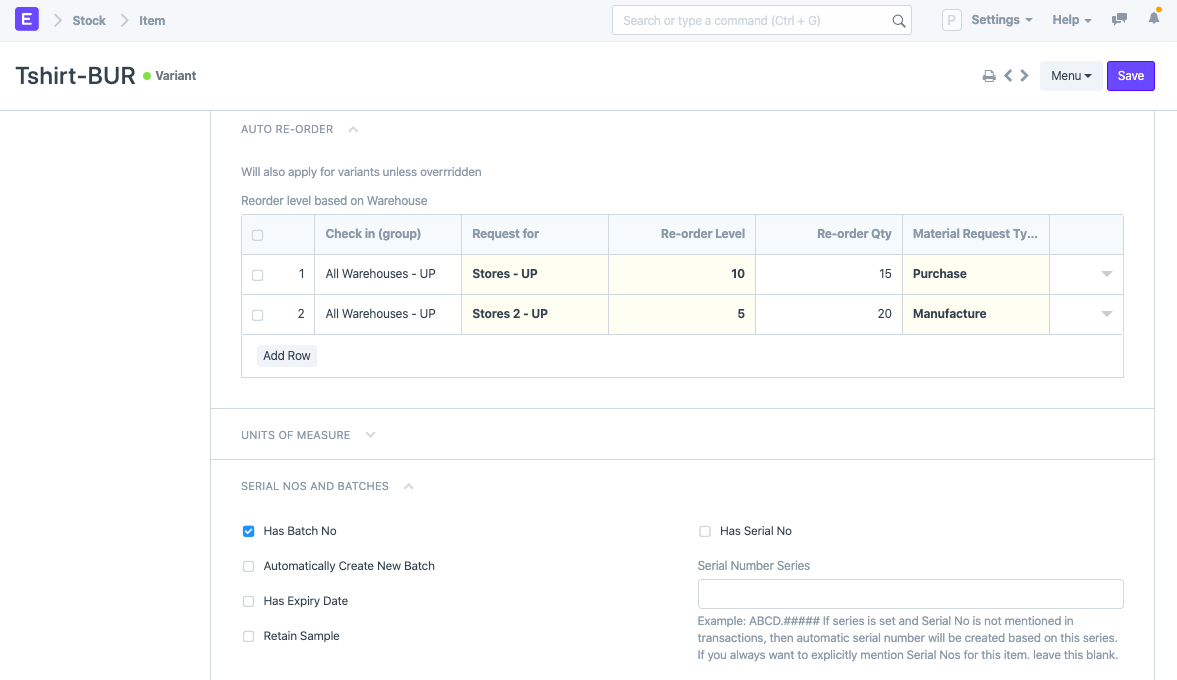 E Stock Item Search or type a command (Ctrl + G) P Settings Help
Tshirt-BUR Variant Menu Save
AUTO RE-ORDER
Will also apply for variants unless overrridden
Reorder level based on Warehouse
Check in (group) Request for Re-order Level Re-order Qty Material Request Ty...
1 All Warehouses - UP Stores - UP 10 15 Purchase
2 All Warehouses - UP Stores 2 - UP 5 20 Manufacture
Add Row
UNITS OF MEASURE
SERIAL NOS AND BATCHES
Has Batch No
Automatically Create New Batch
Has Expiry Date
Retain Sample
Has Serial No
Serial Number Series
Example: ABCD.##### If series is set and Serial No is not mentioned in
transactions, then automatic serial number will be created based on this series.
If you always want to explicitly mention Serial Nos for this item. leave this blank.